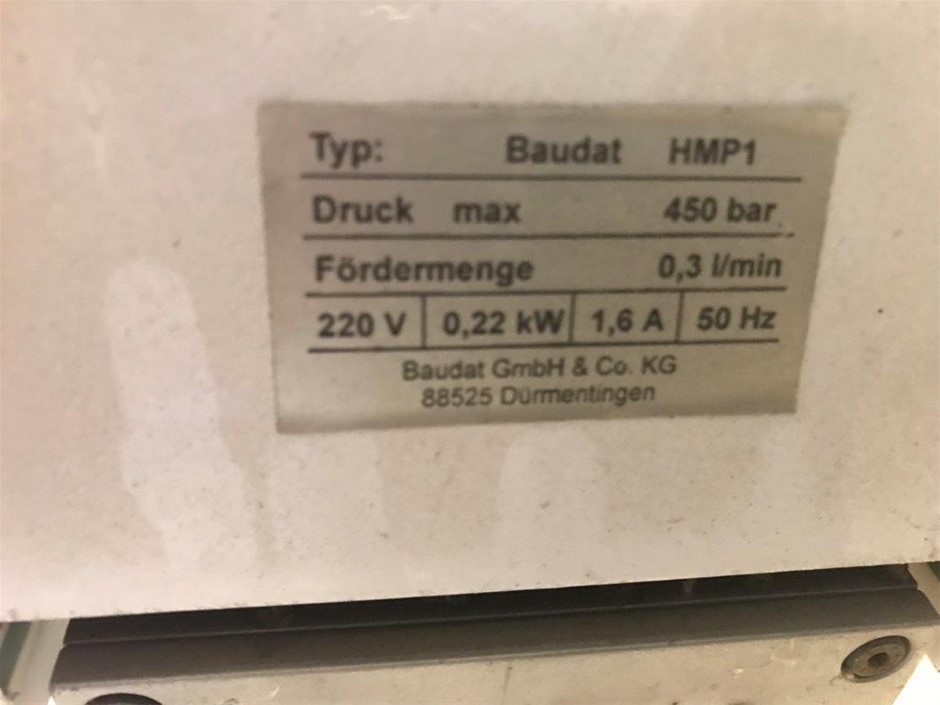 Typ: Baudat HMP1
Druck max 450 bar
Fördermenge 0,3 l/min
220 V 0,22 kW 1,6 A 50 Hz
Baudat GmbH & Co. KG
88525 Dürmentingen